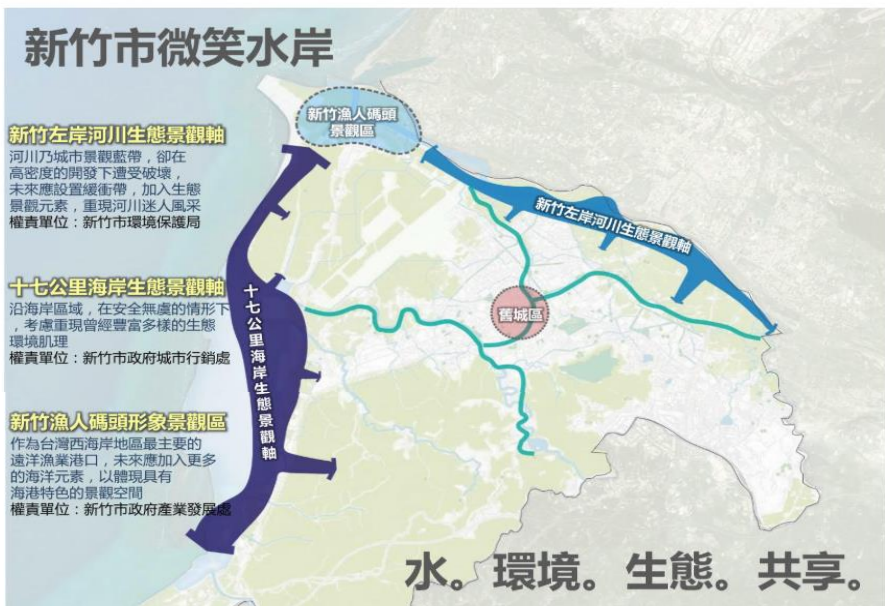 新竹市微笑水岸
新竹漁人碼頭
景觀區
新竹左岸河川生態景觀軸
河川乃城市景觀藍帶，卻在
高密度的開發下遭受破壞，
未來應設置緩衝帶，加入生態
景觀元素，重現河川迷人風采
權責單位：新竹市環境保護局
新竹左岸河川生態景觀軸
十七公里海岸生態景觀軸
沿海岸區域，在安全無虞的情形下
，考慮重現曾經豐富多樣的生態
環境肌理
權責單位：新竹市政府城市行銷處
十七公里海岸生態景觀軸
舊城區
新竹漁人碼頭形象景觀區
作為台灣西海岸地區最主要的
遠洋漁業港口，未來應加入更多
的海洋元素，以體現具有
海港特色的景觀空間
權責單位：新竹市政府產業發展處
水。環境。生態。共享。